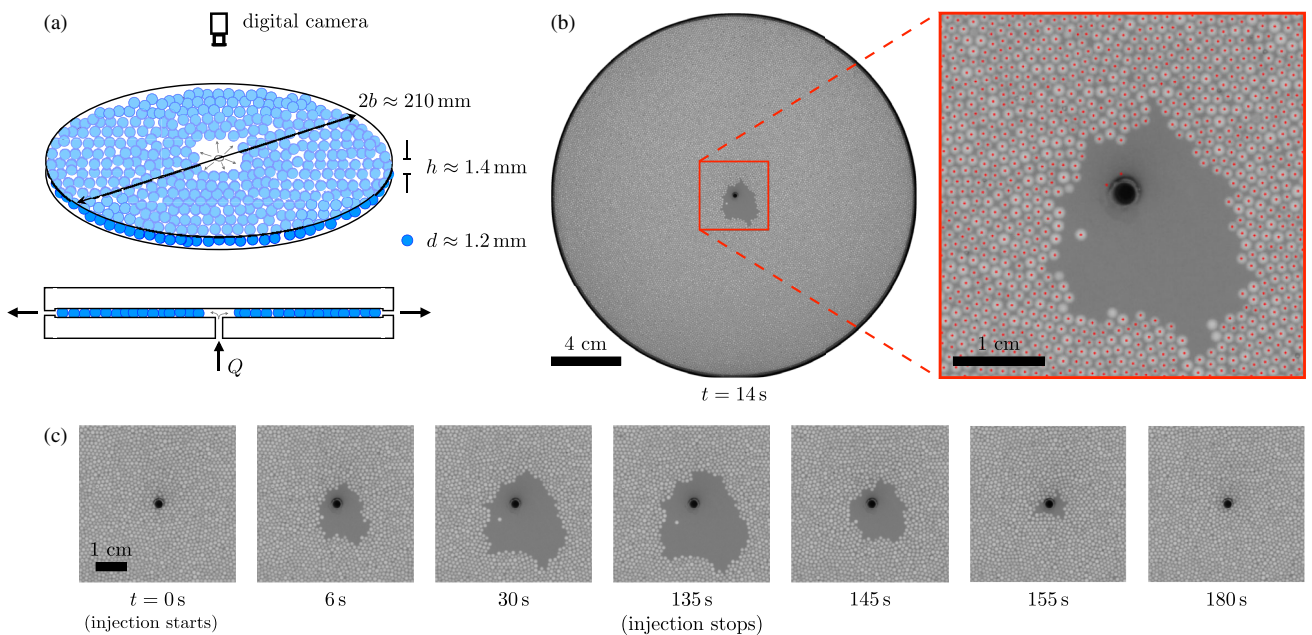 (a)
digital camera
2b ≈ 210 mm
h ≈ 1.4 mm
d ≈ 1.2 mm
Q
(b)
4 cm
t = 14 s
1 cm
(c)
1 cm
t = 0 s
(injection starts)
6 s
30 s
135 s
(injection stops)
145 s
155 s
180 s